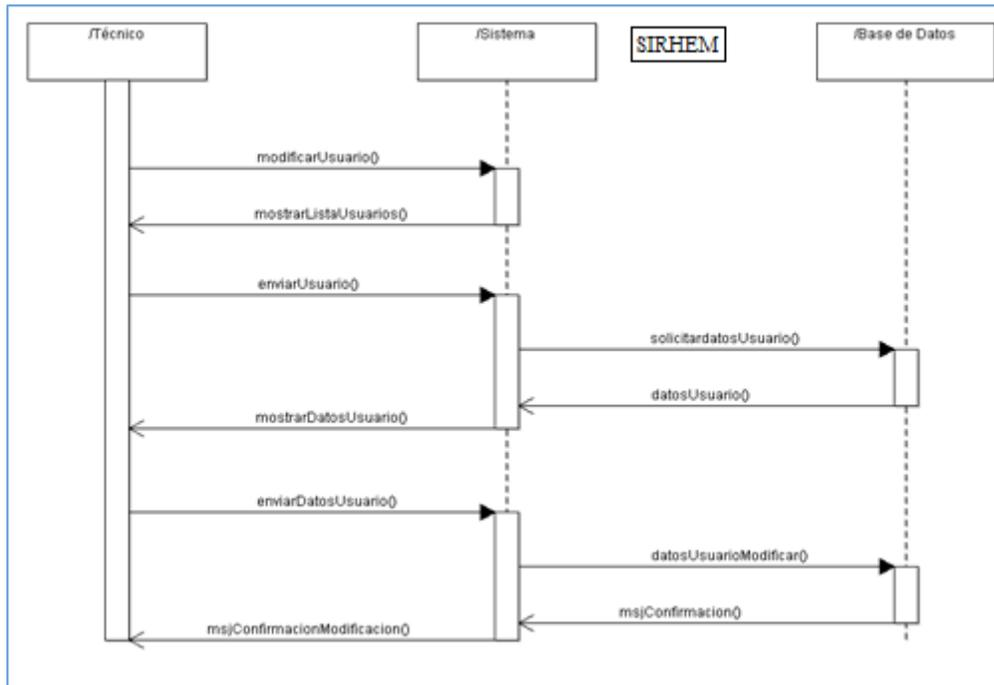 /Técnico
/Sistema
SIRHEM
/Base de Datos
modificarUsuario()
mostrarListaUsuarios()
enviarUsuario()
solicitardatosUsuario()
datosUsuario()
mostrarDatosUsuario()
enviarDatosUsuario()
datosUsuarioModificar()
msjConfirmacion()
msjConfirmacionModificacion()